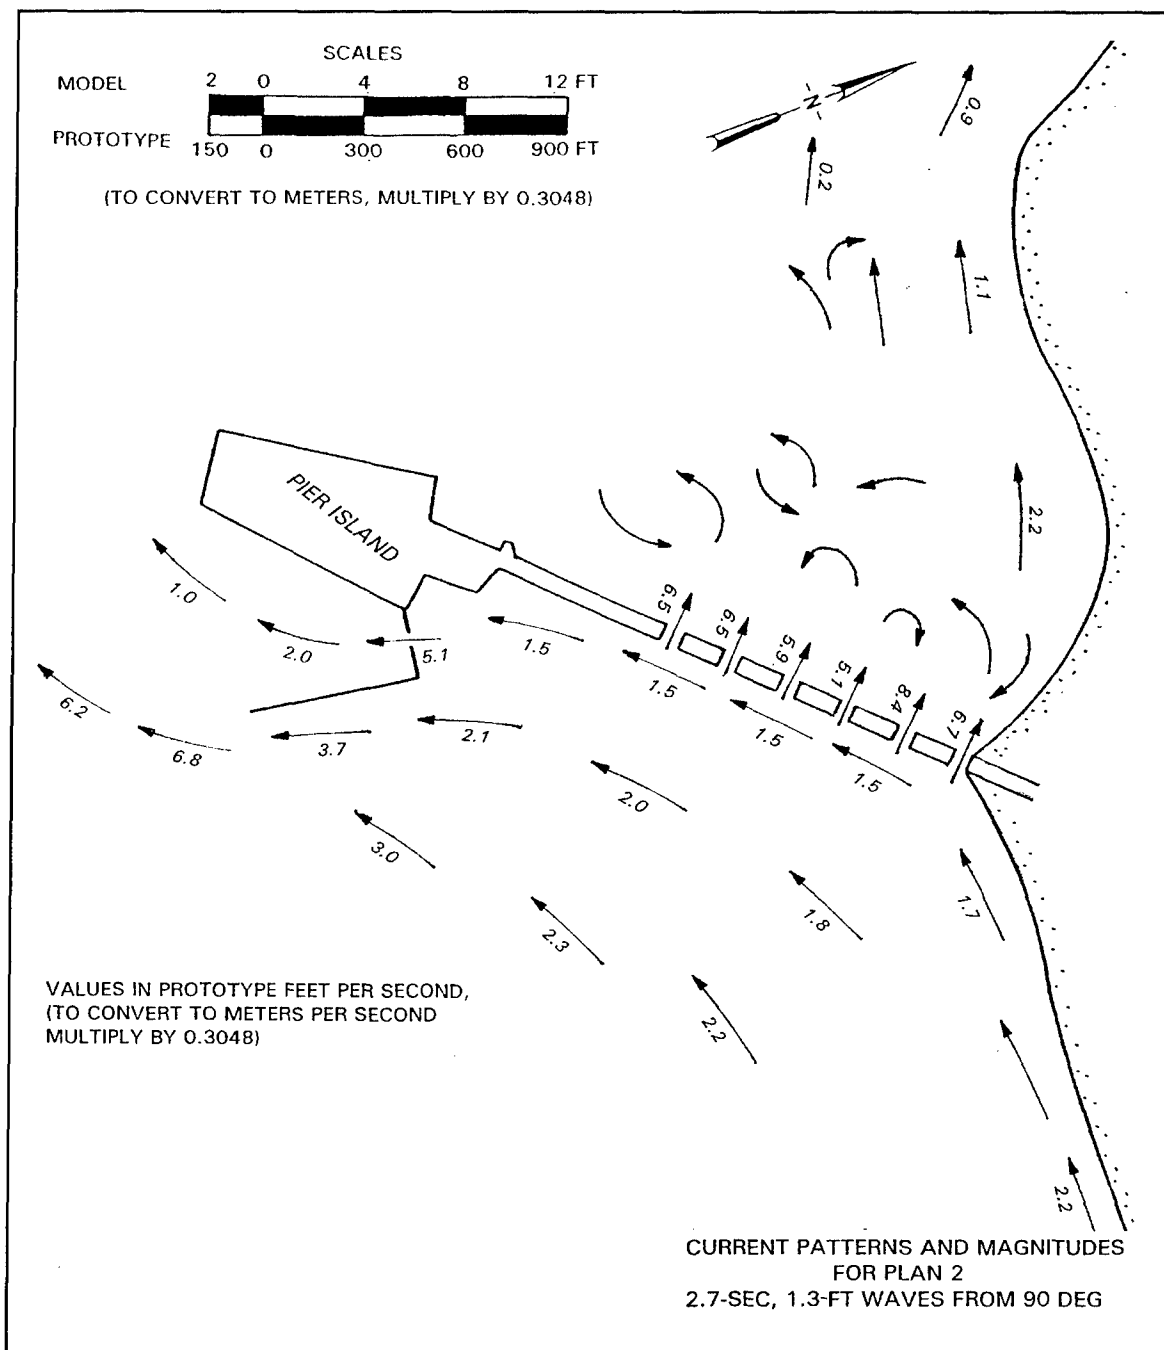 SCALES
MODEL
2 0 4 8 12 FT
PROTOTYPE
150 0 300 600 900 FT
(TO CONVERT TO METERS, MULTIPLY BY 0.3048)
-N-
0.9
0.2
1.1
2.2
PIER ISLAND
6.5
6.5
5.9
5.1
8.4
6.7
1.0
2.0
5.1
1.5
1.5
1.5
1.5
6.2
6.8
3.7
2.1
2.0
3.0
2.3
1.8
1.7
2.2
2.2
VALUES IN PROTOTYPE FEET PER SECOND,
(TO CONVERT TO METERS PER SECOND
MULTIPLY BY 0.3048)
CURRENT PATTERNS AND MAGNITUDES
FOR PLAN 2
2.7-SEC, 1.3-FT WAVES FROM 90 DEG